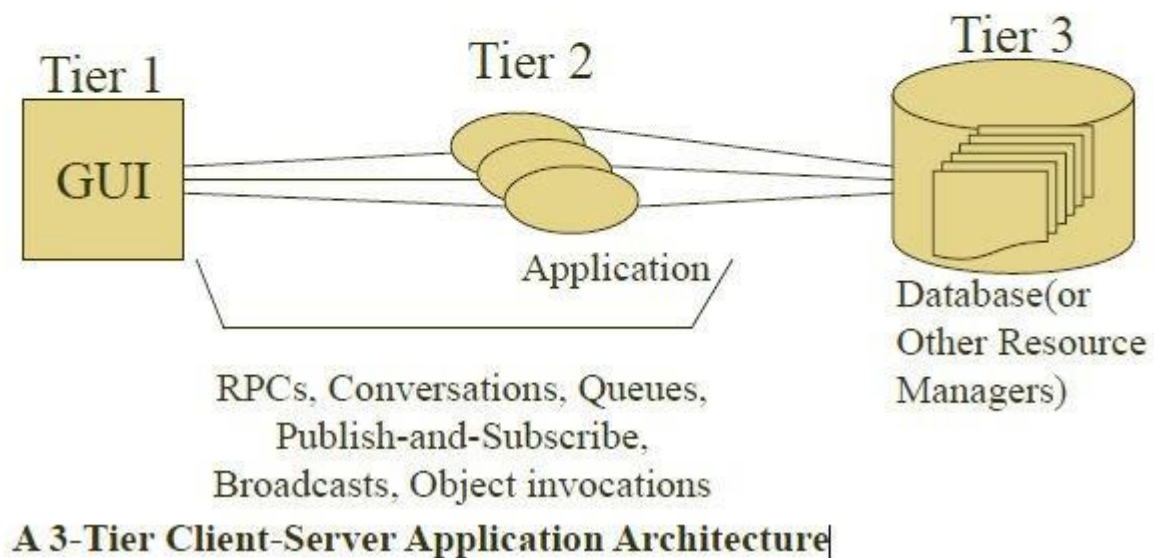 Tier 1
Tier 2
Tier 3
GUI
Application
Database(or
Other Resource
Managers)
RPCs, Conversations, Queues,
Publish-and-Subscribe,
Broadcasts, Object invocations
A 3-Tier Client-Server Application Architecture